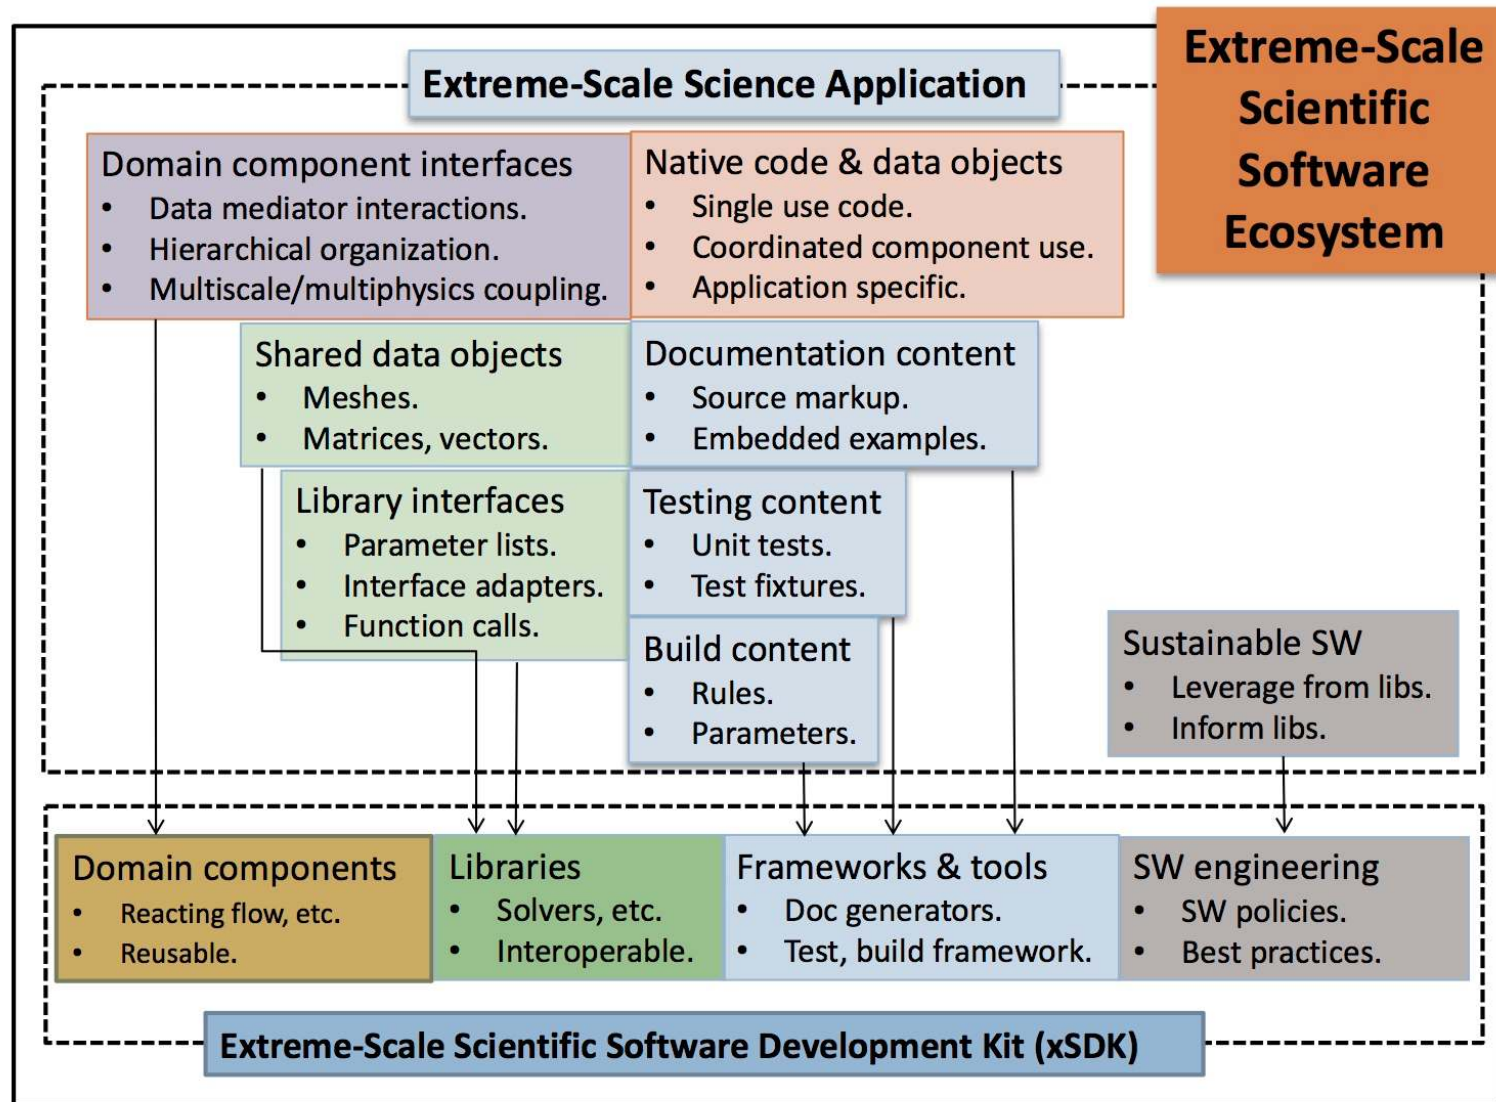 Extreme-Scale
Scientific
Software
Ecosystem
Extreme-Scale Science Application
Domain component interfaces
• Data mediator interactions.
• Hierarchical organization.
• Multiscale/multiphysics coupling.
Native code & data objects
• Single use code.
• Coordinated component use.
• Application specific.
Shared data objects
• Meshes.
• Matrices, vectors.
Documentation content
• Source markup.
• Embedded examples.
Library interfaces
• Parameter lists.
• Interface adapters.
• Function calls.
Testing content
• Unit tests.
• Test fixtures.
Build content
• Rules.
• Parameters.
Sustainable SW
• Leverage from libs.
• Inform libs.
Domain components
• Reacting flow, etc.
• Reusable.
Libraries
• Solvers, etc.
• Interoperable.
Frameworks & tools
• Doc generators.
• Test, build framework.
SW engineering
• SW policies.
• Best practices.
Extreme-Scale Scientific Software Development Kit (xSDK)